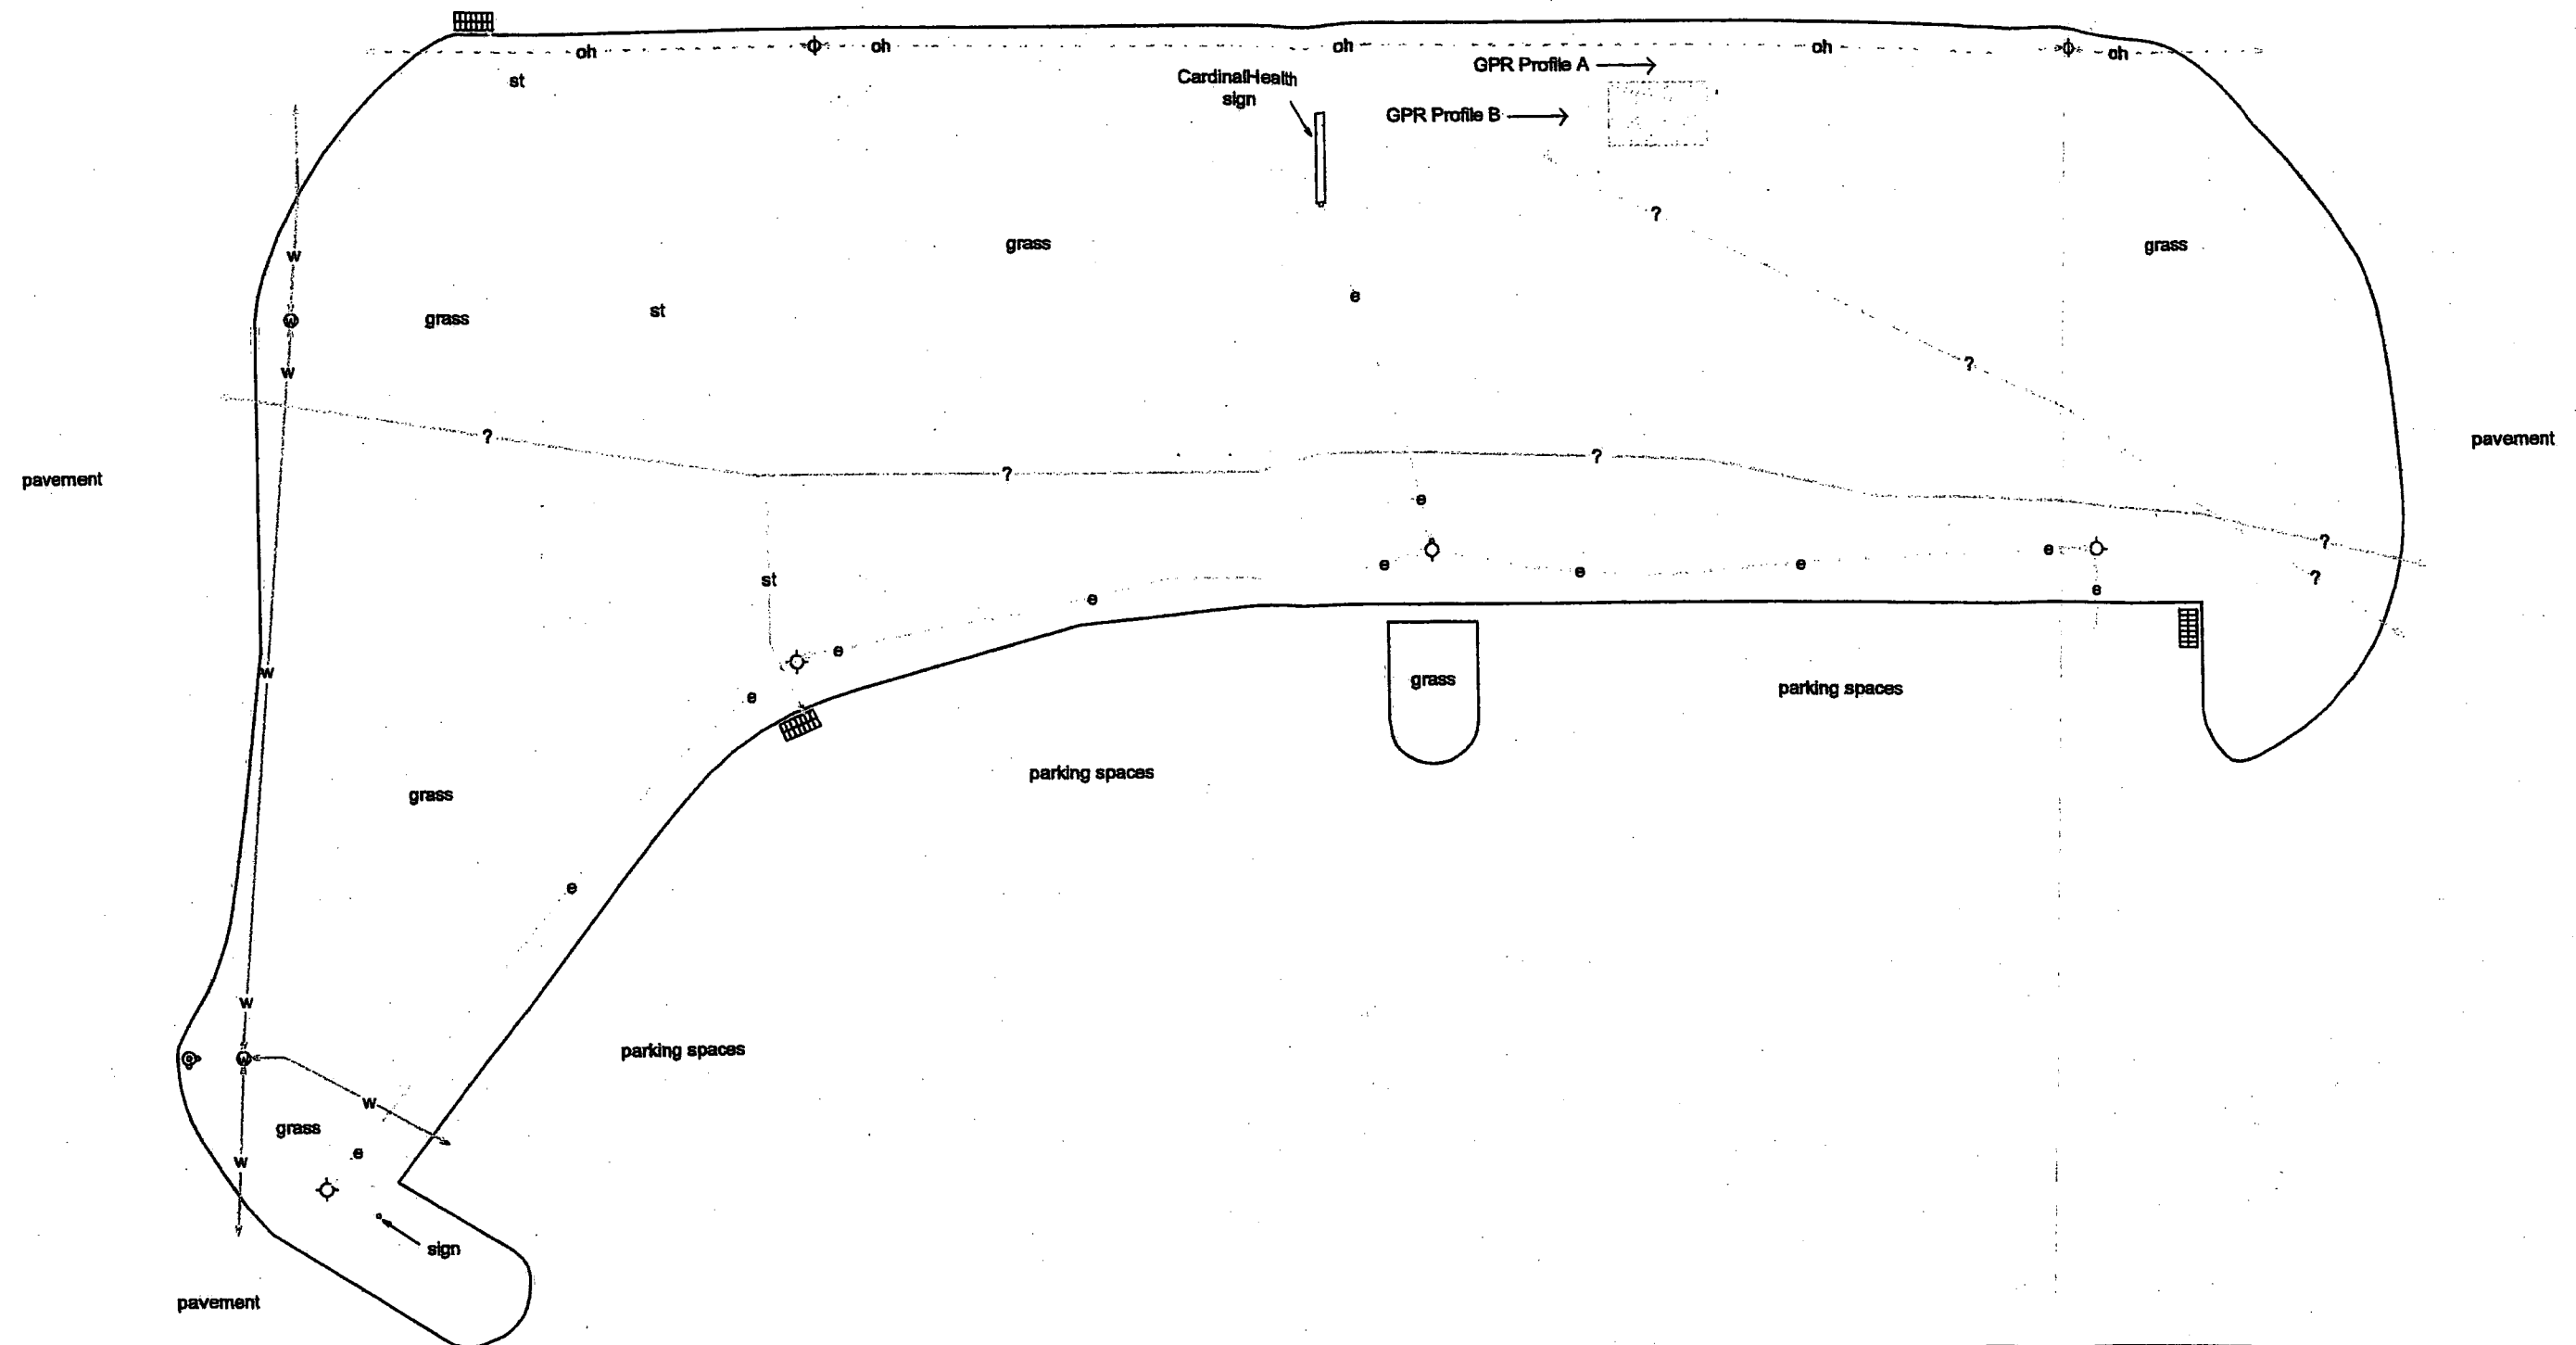 oh
oh
oh
oh
oh
st
GPR Profile A
CardinalHealth
sign
GPR Profile B
?
grass
grass
w
e
st
grass
?
w
?
pavement
?
?
pavement
e
?
e
e
e
e
?
st
e
e
e
w
e
grass
parking spaces
parking spaces
grass
e
w
parking spaces
w
w
grass
e
w
sign
pavement